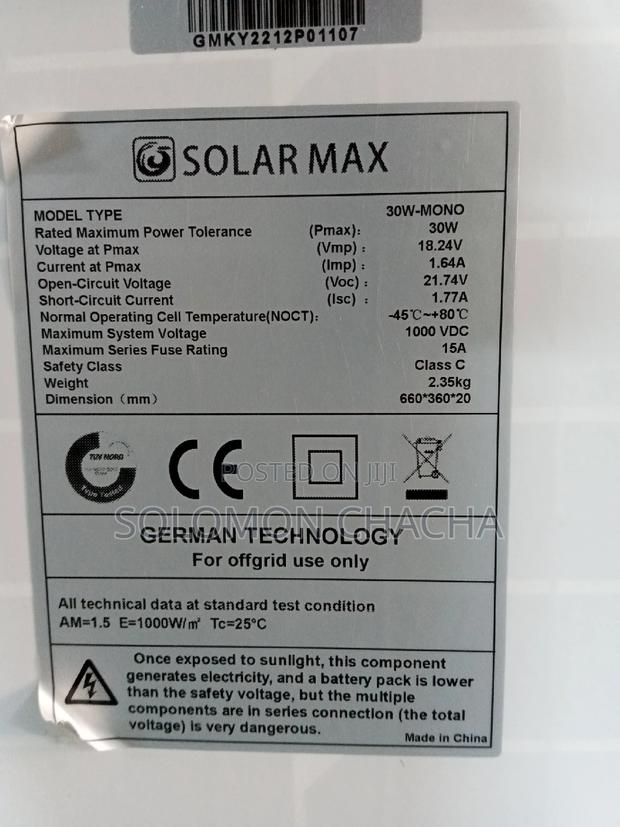 GMKY2212P01107
SOLAR MAX
MODEL TYPE 30W-MONO
Rated Maximum Power Tolerance (Pmax): 30W
Voltage at Pmax (Vmp) : 18.24V
Current at Pmax (Imp) : 1.64A
Open-Circuit Voltage (Voc) : 21.74V
Short-Circuit Current (Isc) : 1.77A
Normal Operating Cell Temperature(NOCT): -45℃~+80℃
Maximum System Voltage 1000 VDC
Maximum Series Fuse Rating 15A
Safety Class Class C
Weight 2.35kg
Dimension（mm） 660*360*20
TUV NORD
Type Tested
CE
POSTED ON JIJI
SOLOMON CHACHA
GERMAN TECHNOLOGY
For offgrid use only
All technical data at standard test condition
AM=1.5 E=1000W/㎡ Tc=25°C
Once exposed to sunlight, this component
generates electricity, and a battery pack is lower
than the safety voltage, but the multiple
components are in series connection (the total
voltage) is very dangerous.
Made in China